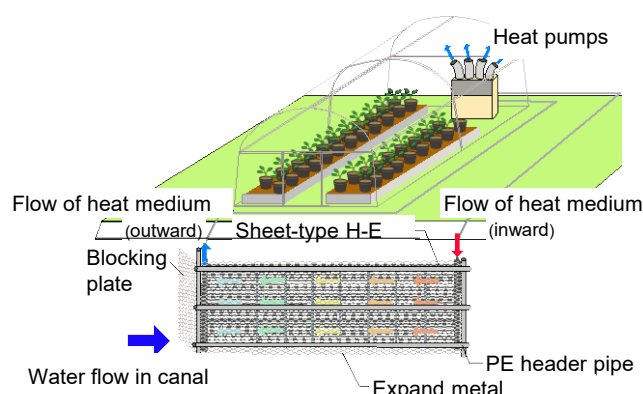 Heat pumps
Flow of heat medium
(outward)
Flow of heat medium
(inward)
Sheet-type H-E
Blocking
plate
Water flow in canal
PE header pipe
Expand metal